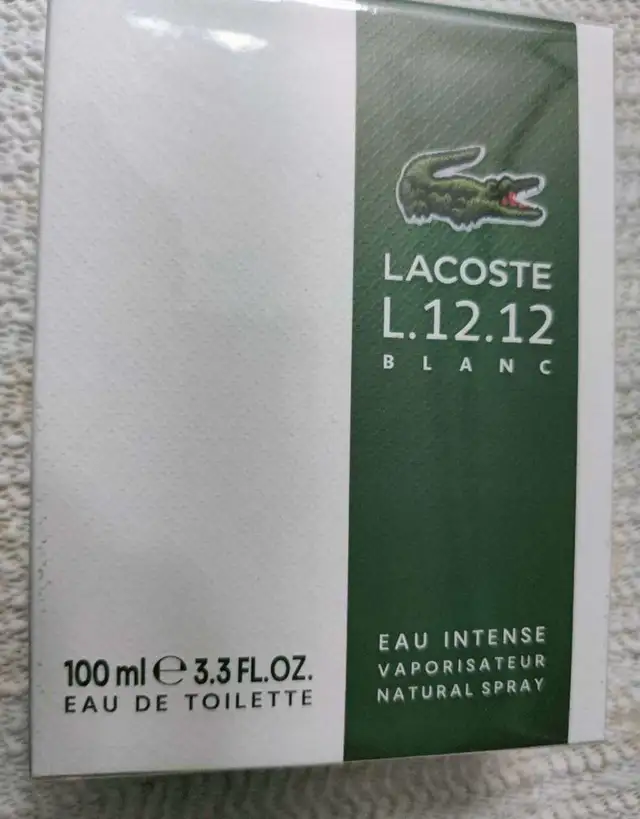 LACOSTE
L.12.12
BLANC
EAU INTENSE
VAPORISATEUR
NATURAL SPRAY
100 ml ℮ 3.3 FL.OZ.
EAU DE TOILETTE